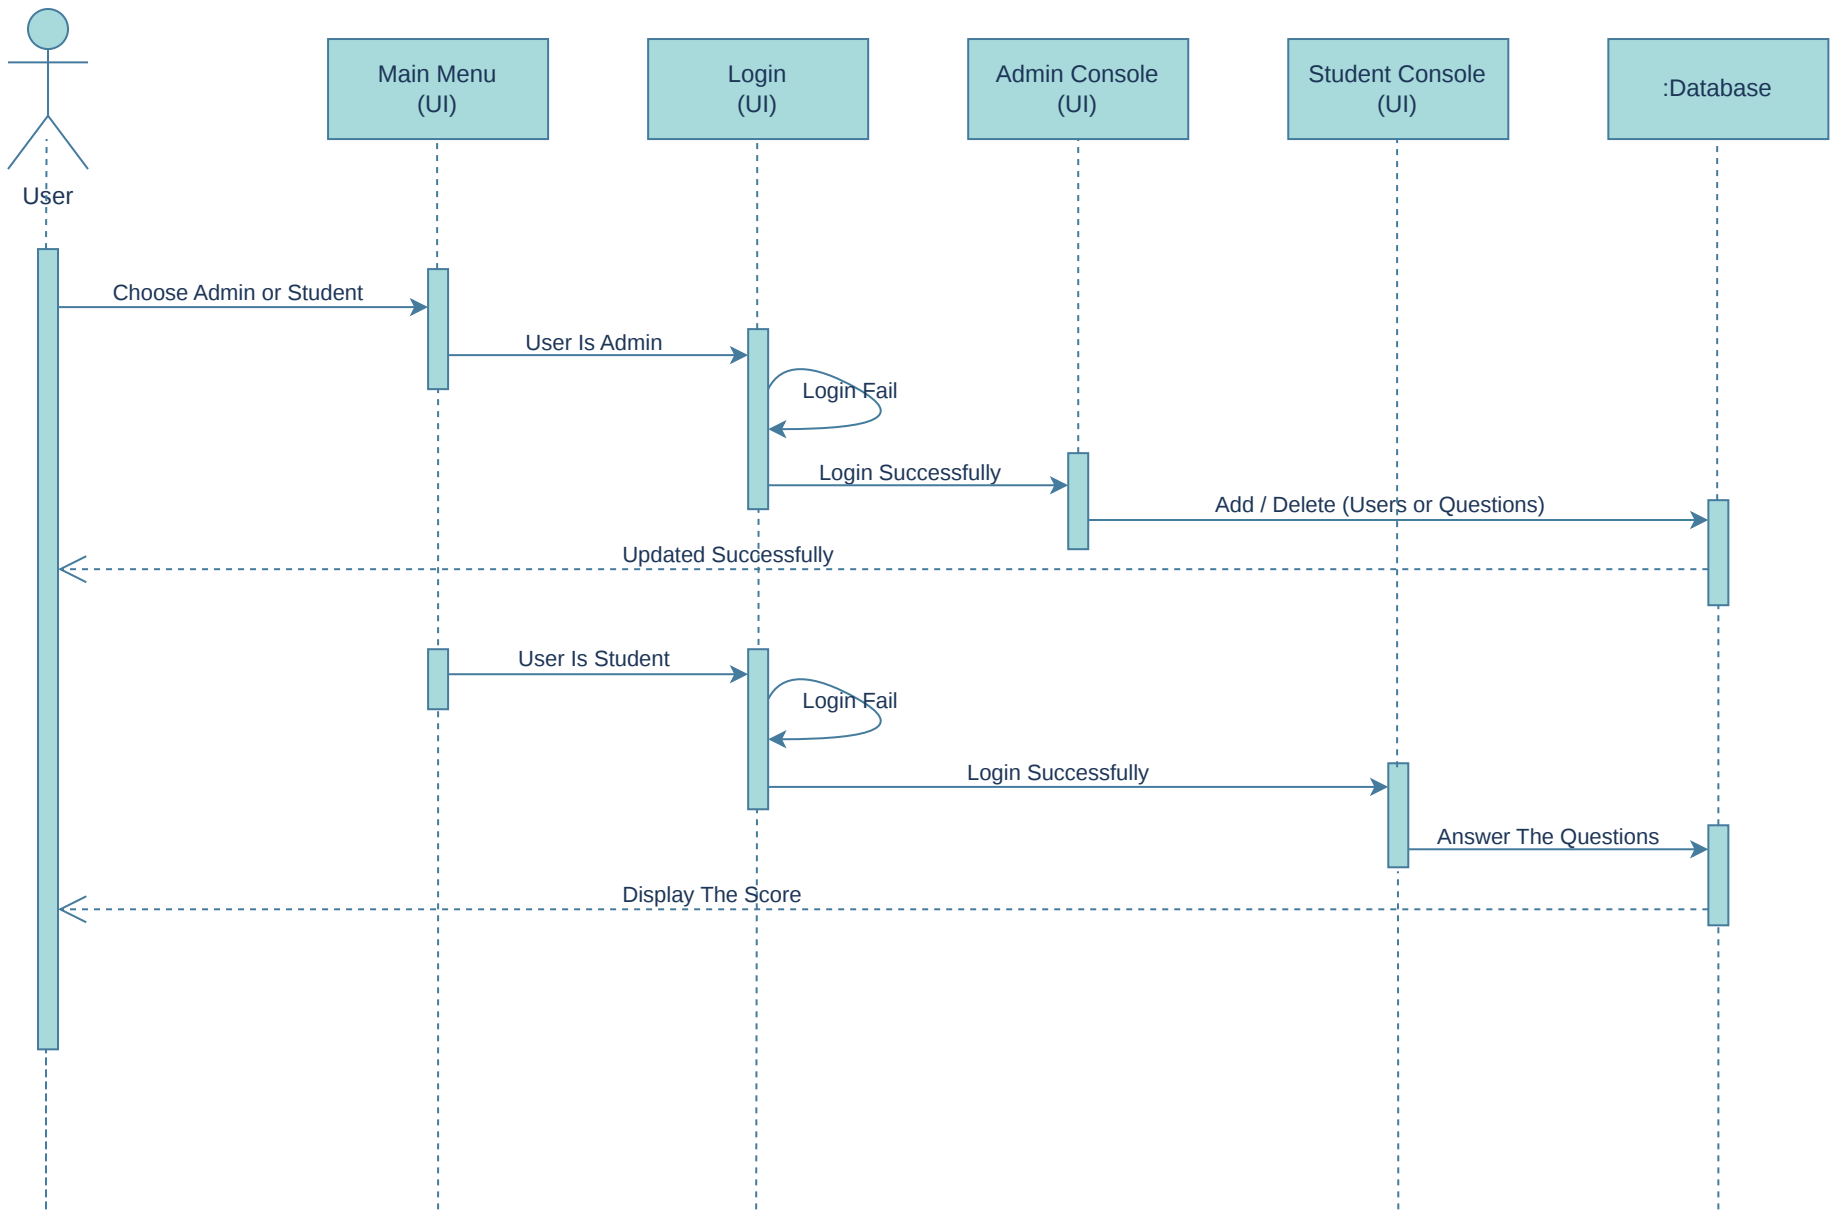 Main Menu
(UI)
Login
(UI)
Admin Console
(UI)
Student Console
(UI)
:Database
User
Choose Admin or Student
User Is Admin
Login Fail
Login Successfully
Add / Delete (Users or Questions)
Updated Successfully
User Is Student
Login Fail
Login Successfully
Answer The Questions
Display The Score